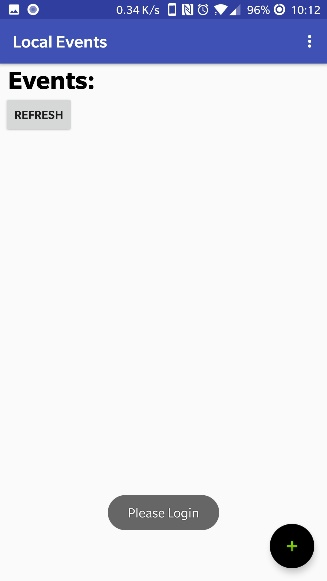 0.34 K/s 96% 10:12
Local Events
Events:
REFRESH
Please Login
+